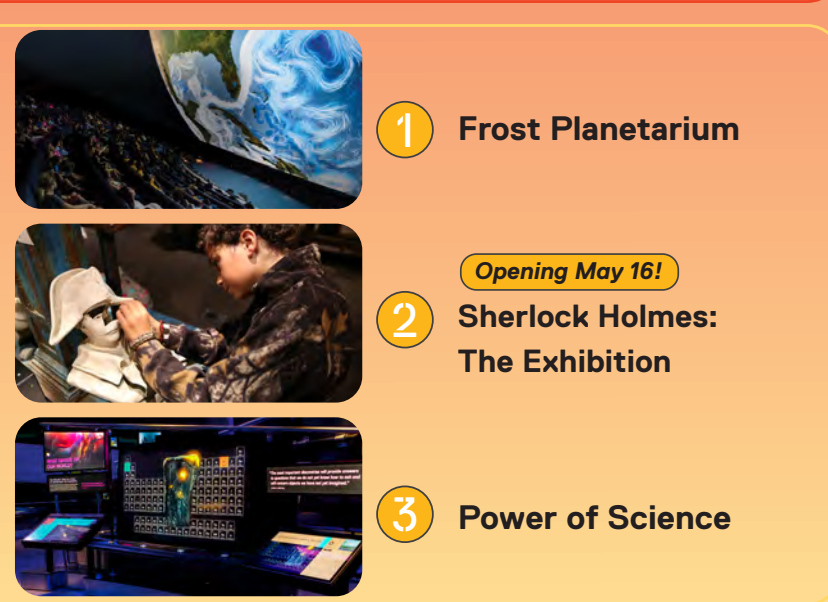 1
Frost Planetarium
Opening May 16!
2
Sherlock Holmes:
The Exhibition
3
Power of Science